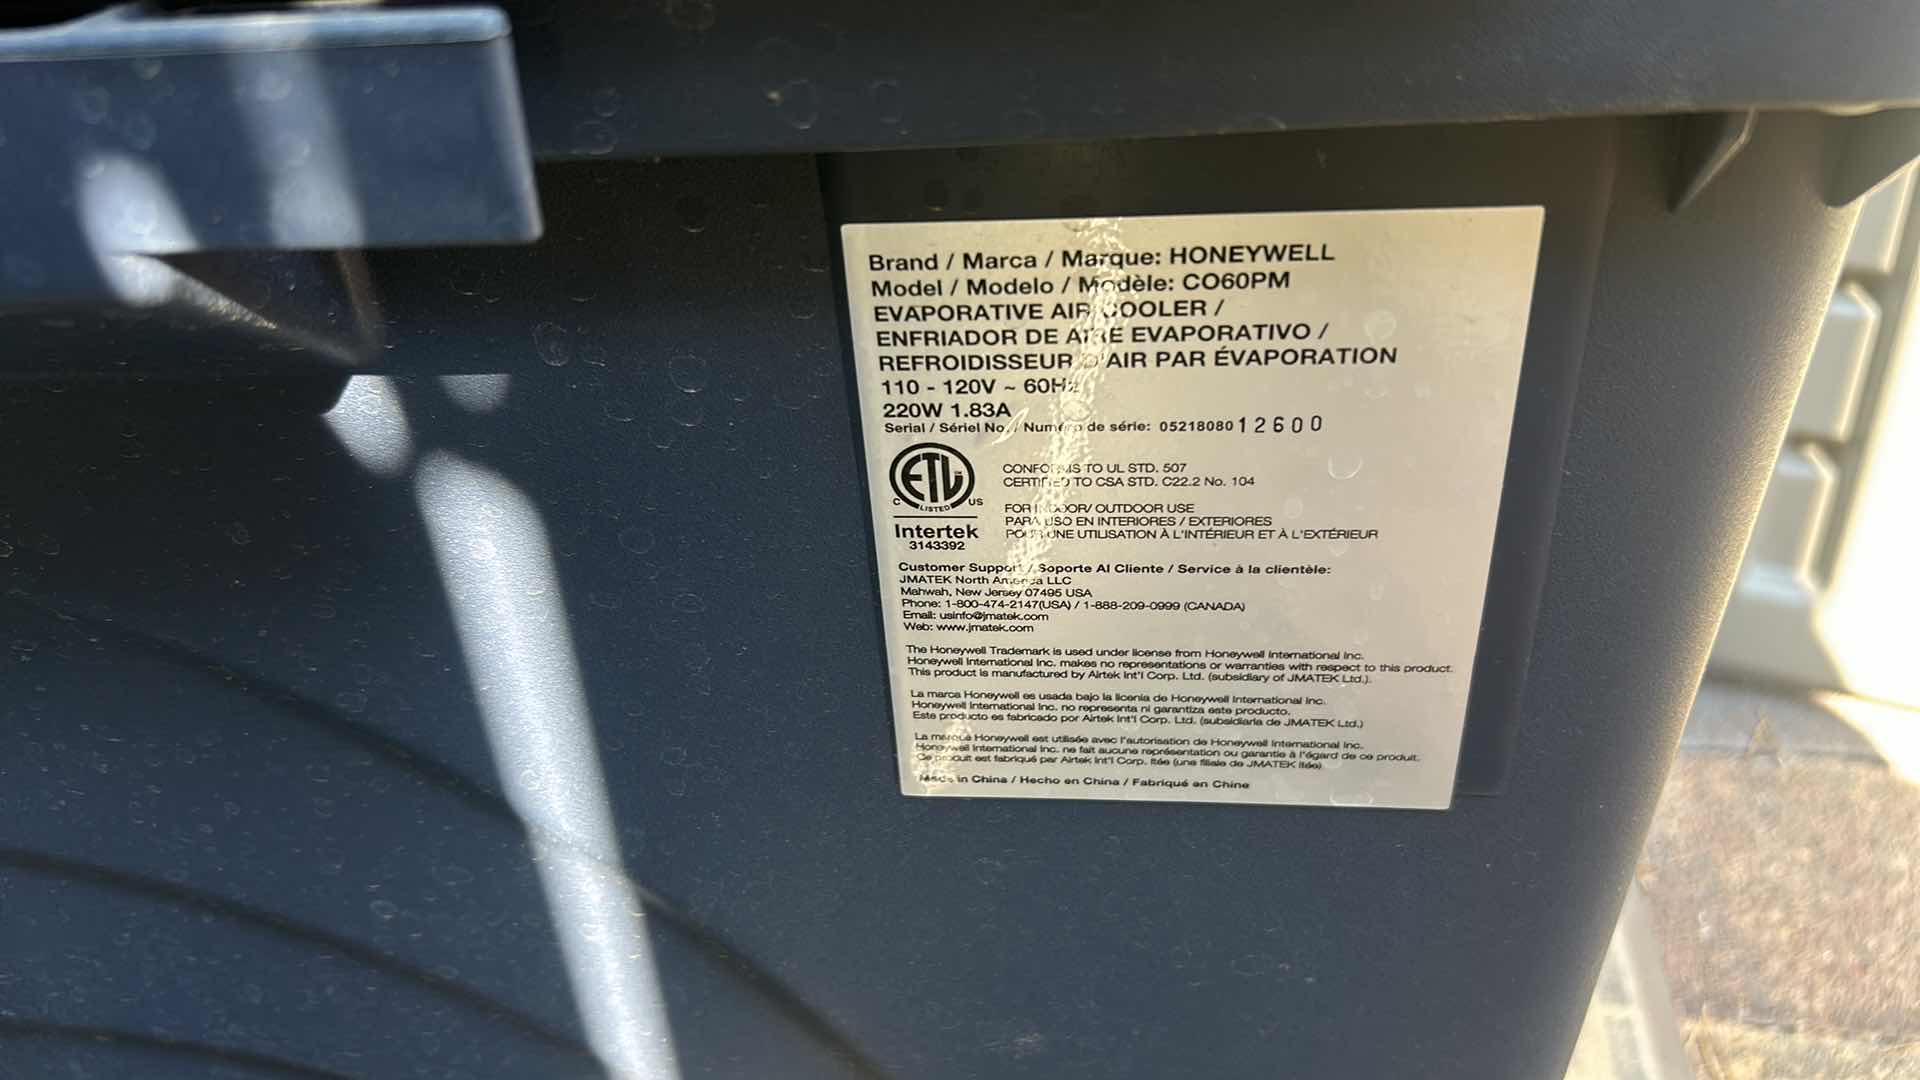 Brand / Marca / Marque: HONEYWELL
Model / Modelo / Modèle: CO60PM
EVAPORATIVE AIR COOLER /
ENFRIADOR DE AIRE EVAPORATIVO /
REFROIDISSEUR D'AIR PAR ÉVAPORATION
110 - 120V ~ 60Hz
220W 1.83A
Serial / Sériel No. / Numéro de série: 0521808012600
ETL
CM
C LISTED US
Intertek
3143392
CONFORMS TO UL STD. 507
CERTIFIED TO CSA STD. C22.2 No. 104
FOR INDOOR/ OUTDOOR USE
PARA USO EN INTERIORES / EXTERIORES
POUR UNE UTILISATION À L'INTÉRIEUR ET À L'EXTÉRIEUR
Customer Support / Soporte Al Cliente / Service à la clientèle:
JMATEK North America LLC
Mahwah, New Jersey 07495 USA
Phone: 1-800-474-2147(USA) / 1-888-209-0999 (CANADA)
Email: usinfo@jmatek.com
Web: www.jmatek.com
The Honeywell Trademark is used under license from Honeywell International Inc.
Honeywell International Inc. makes no representations or warranties with respect to this product.
This product is manufactured by Airtek Int'l Corp. Ltd. (subsidiary of JMATEK Ltd.).
La marca Honeywell es usada bajo la licenia de Honeywell International Inc.
Honeywell International Inc. no representa ni garantiza este producto.
Este producto es fabricado por Airtek Int'l Corp. Ltd. (subsidiaria de JMATEK Ltd.)
La marque Honeywell est utilisée avec l'autorisation de Honeywell International Inc.
Honeywell International Inc. ne fait aucune représentation ou garantie à l'égard de ce produit.
Ce produit est fabriqué par Airtek Int'l Corp. ltée (une filiale de JMATEK ltée).
Made in China / Hecho en China / Fabriqué en Chine